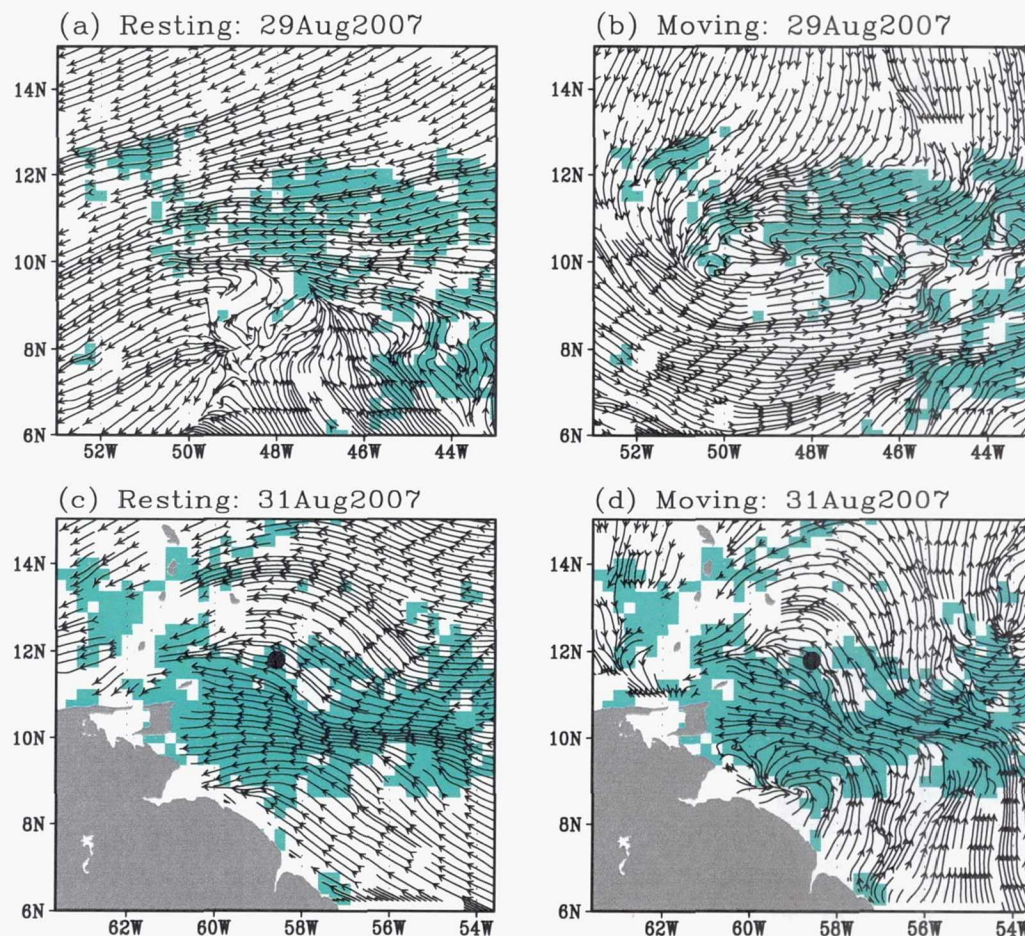 (a) Resting: 29Aug2007
(b) Moving: 29Aug2007
14N
12N
10N
8N
6N
52W 50W 48W 46W 44W
14N
12N
10N
8N
6N
52W 50W 48W 46W 44W
(c) Resting: 31Aug2007
(d) Moving: 31Aug2007
14N
12N
10N
8N
6N
62W 60W 58W 56W 54W
14N
12N
10N
8N
6N
62W 60W 58W 56W 54W